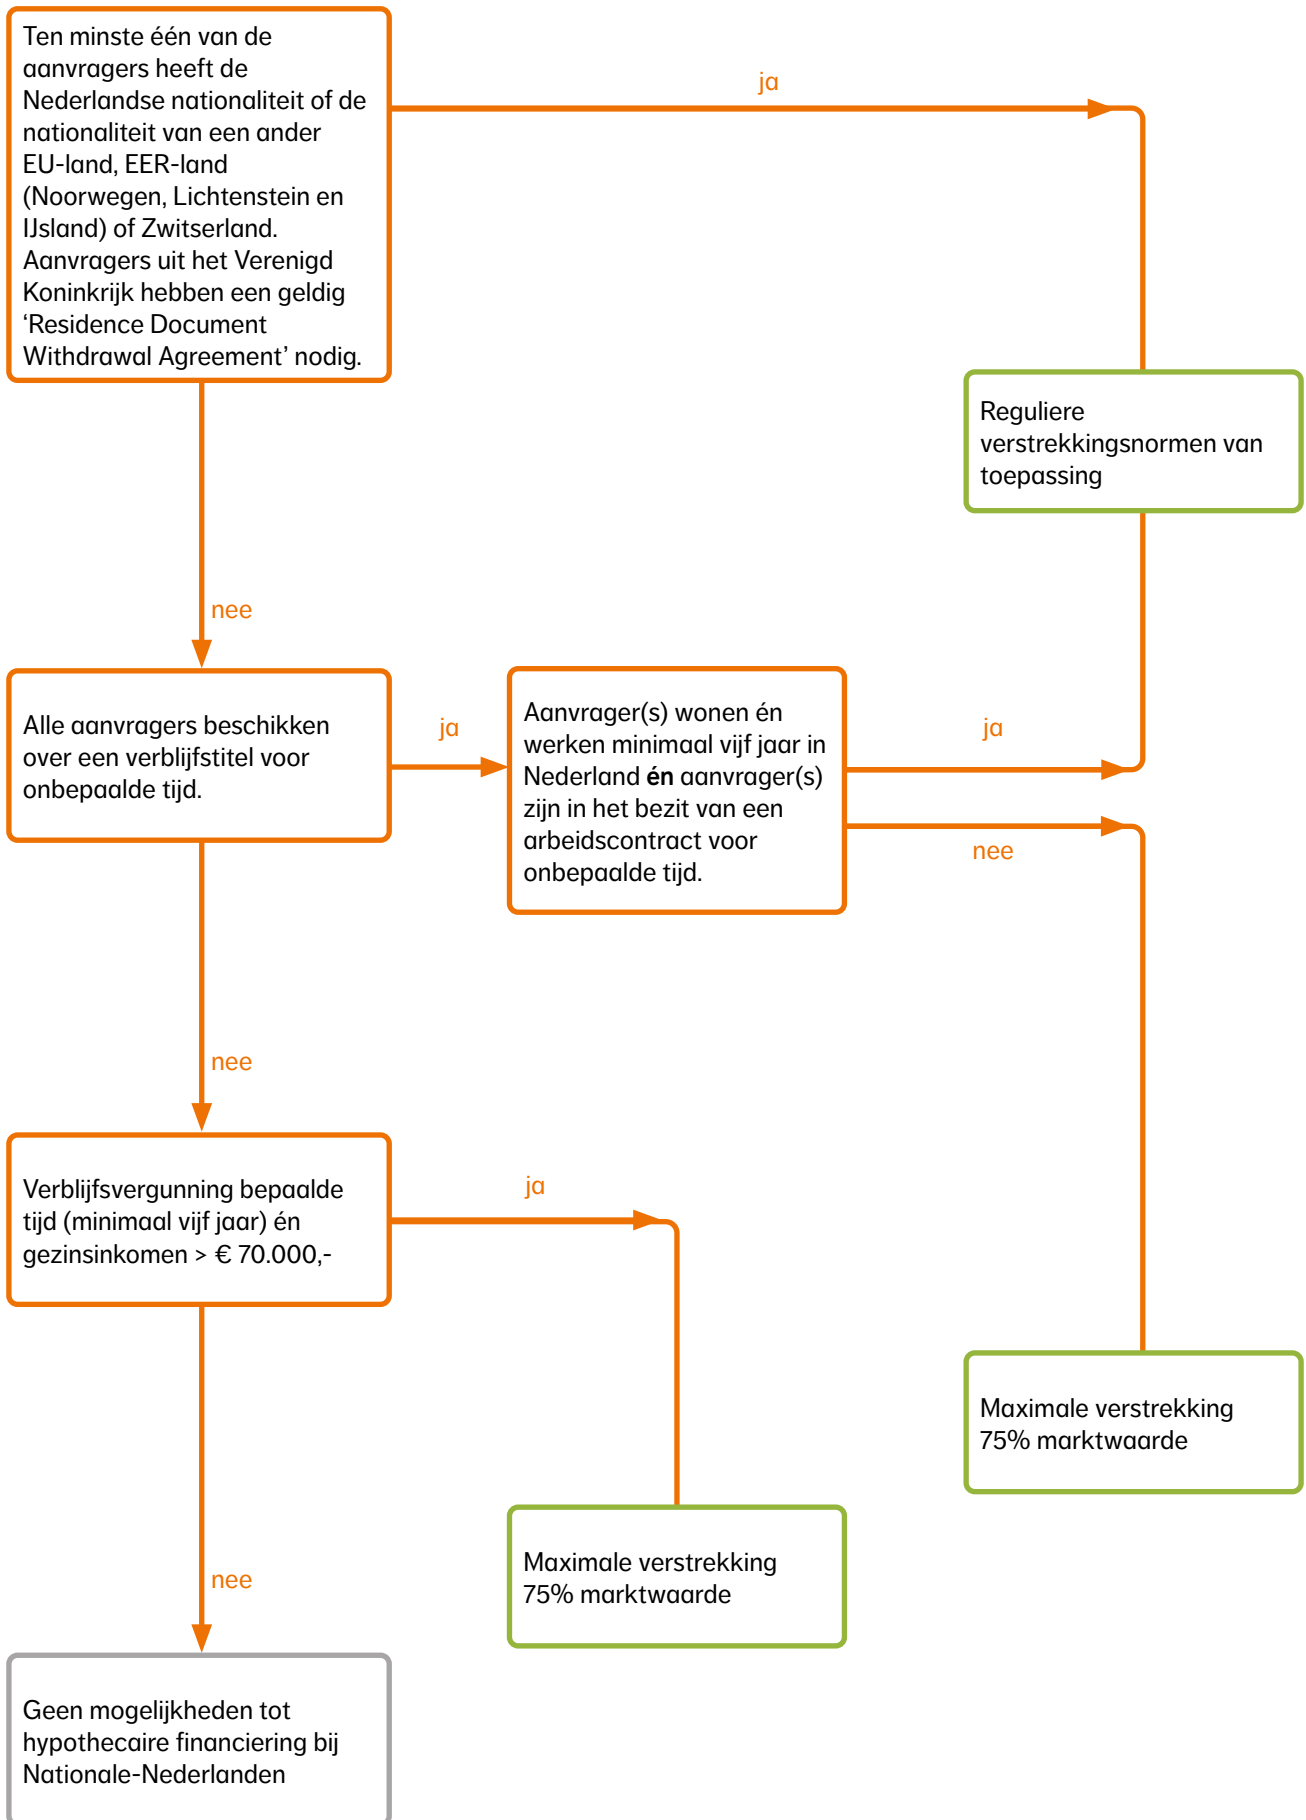 Ten minste één van de
aanvragers heeft de
Nederlandse nationaliteit of de
nationaliteit van een ander
EU-land, EER-land
(Noorwegen, Lichtenstein en
IJsland) of Zwitserland.
Aanvragers uit het Verenigd
Koninkrijk hebben een geldig
‘Residence Document
Withdrawal Agreement’ nodig.
ja
Reguliere
verstrekkingsnormen van
toepassing
nee
Alle aanvragers beschikken
over een verblijfstitel voor
onbepaalde tijd.
ja
Aanvrager(s) wonen én
werken minimaal vijf jaar in
Nederland én aanvrager(s)
zijn in het bezit van een
arbeidscontract voor
onbepaalde tijd.
ja
nee
nee
Verblijfsvergunning bepaalde
tijd (minimaal vijf jaar) én
gezinsinkomen > € 70.000,-
ja
Maximale verstrekking
75% marktwaarde
Maximale verstrekking
75% marktwaarde
nee
Geen mogelijkheden tot
hypothecaire financiering bij
Nationale-Nederlanden